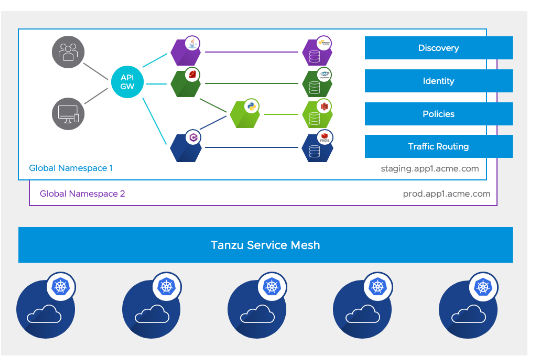 API
GW
Discovery
Identity
Policies
Traffic Routing
Global Namespace 1
staging.app1.acme.com
Global Namespace 2
prod.app1.acme.com
Tanzu Service Mesh